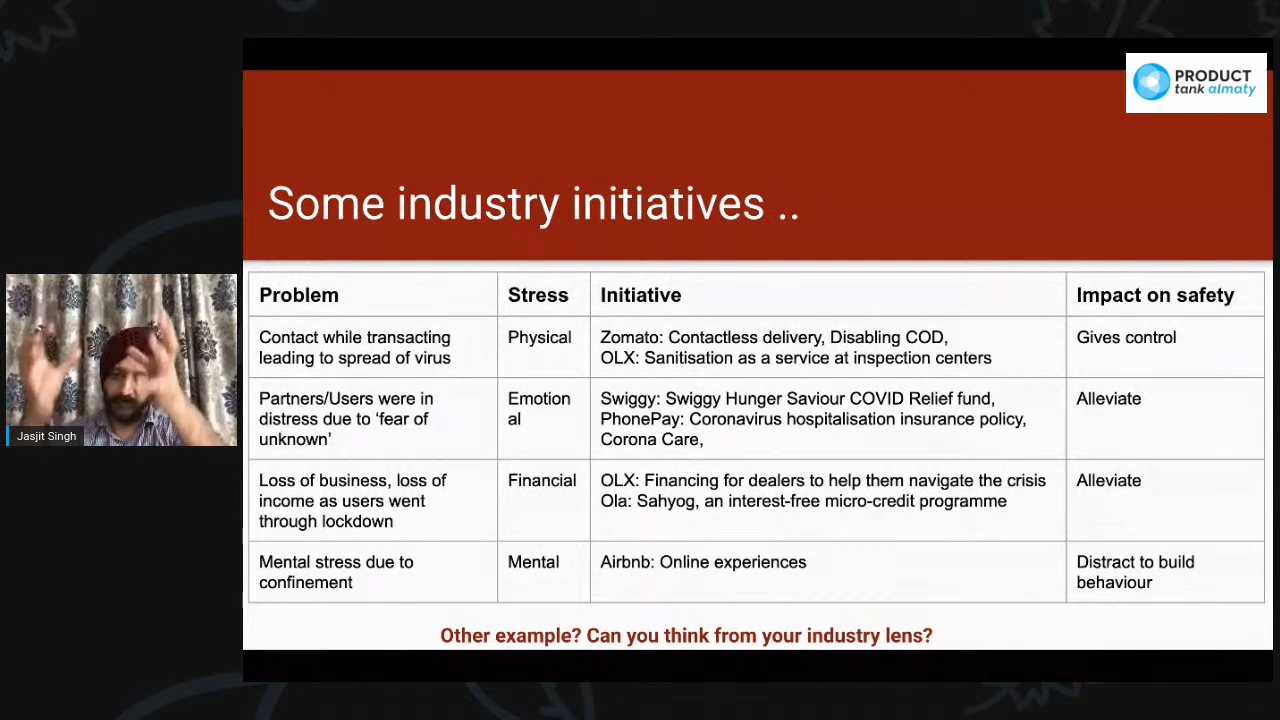 PRODUCT
tank almaty
Some industry initiatives ..
Problem
Stress
Initiative
Impact on safety
Contact while transacting
leading to spread of virus
Physical
Zomato: Contactless delivery, Disabling COD,
OLX: Sanitisation as a service at inspection centers
Gives control
Partners/Users were in
distress due to ‘fear of
unknown’
Emotion
al
Swiggy: Swiggy Hunger Saviour COVID Relief fund,
PhonePay: Coronavirus hospitalisation insurance policy,
Corona Care,
Alleviate
Loss of business, loss of
income as users went
through lockdown
Financial
OLX: Financing for dealers to help them navigate the crisis
Ola: Sahyog, an interest-free micro-credit programme
Alleviate
Mental stress due to
confinement
Mental
Airbnb: Online experiences
Distract to build
behaviour
Other example? Can you think from your industry lens?
Jasjit Singh